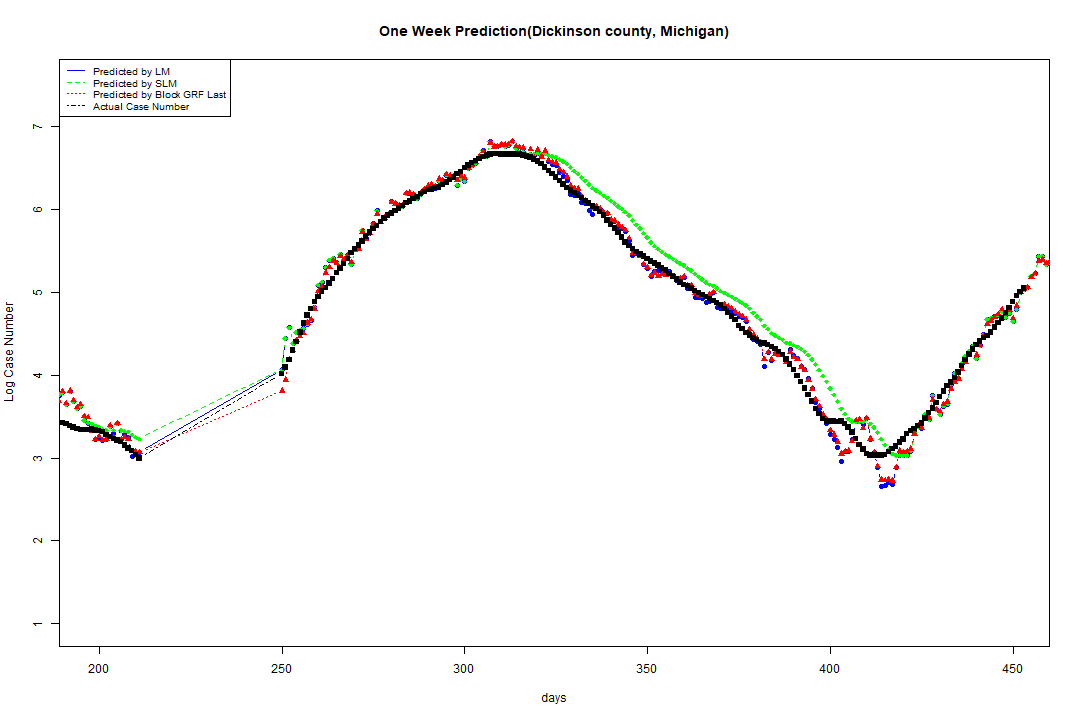 One Week Prediction(Dickinson county, Michigan)
Predicted by LM
Predicted by SLM
Predicted by Block GRF Last
Actual Case Number
7
6
5
4
3
2
1
Log Case Number
200 250 300 350 400 450
days